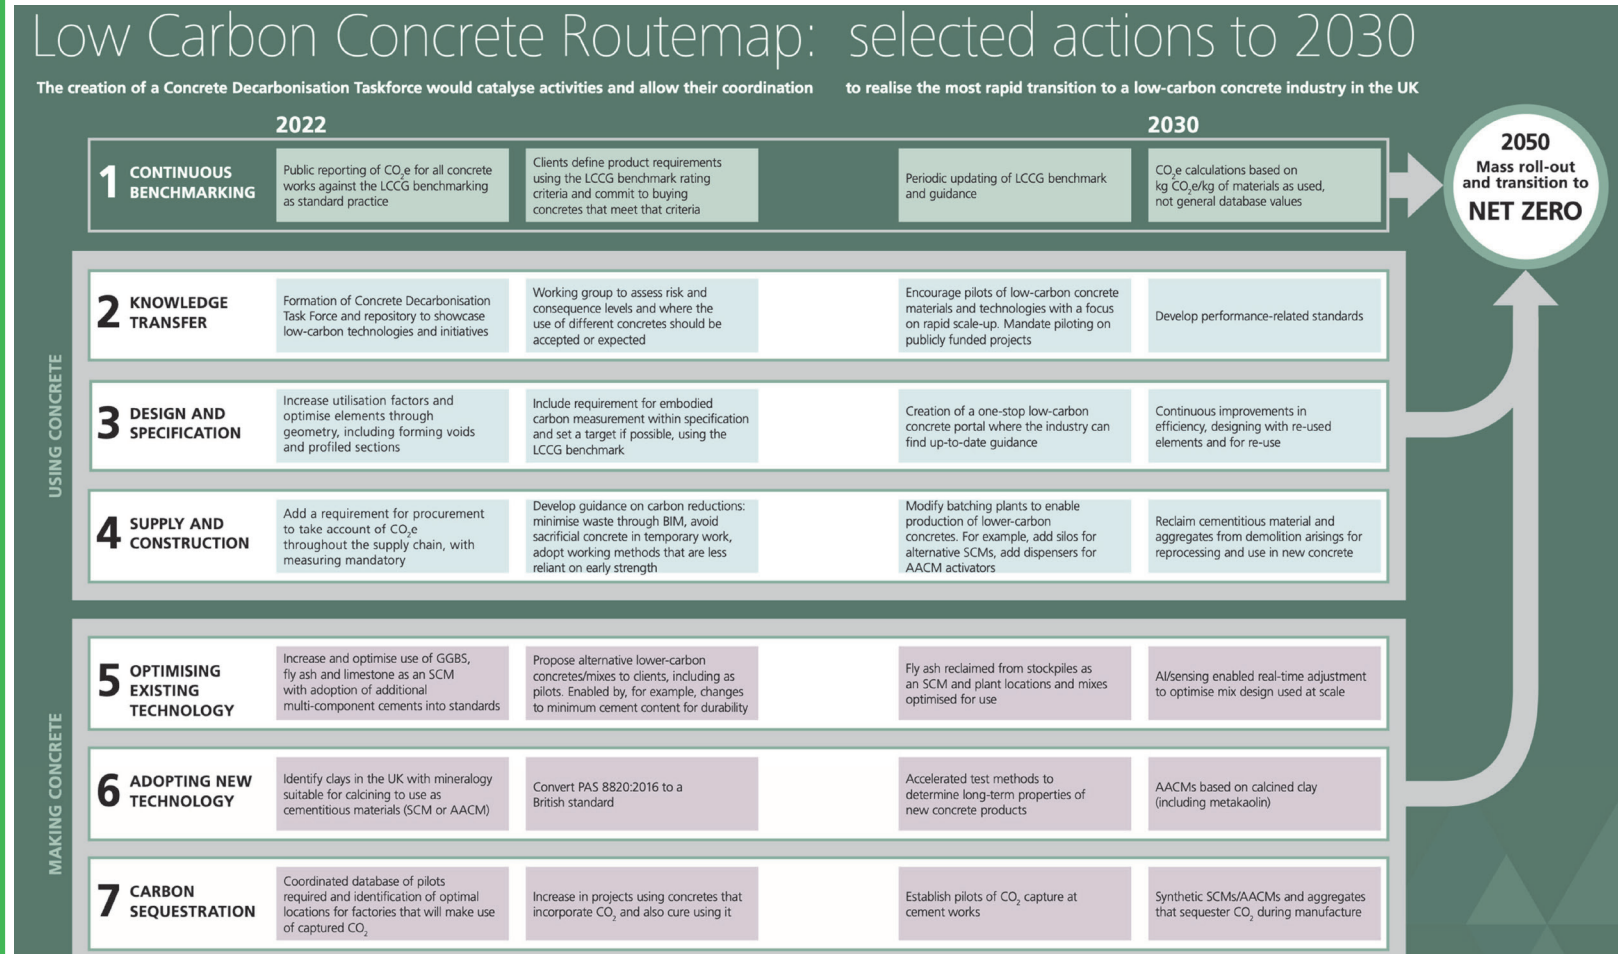 Low Carbon Concrete Routemap: selected actions to 2030
The creation of a Concrete Decarbonisation Taskforce would catalyse activities and allow their coordination to realise the most rapid transition to a low-carbon concrete industry in the UK
2022
2030
1 CONTINUOUS
BENCHMARKING
Public reporting of CO₂e for all concrete
works against the LCCG benchmarking
as standard practice
Clients define product requirements
using the LCCG benchmark rating
criteria and commit to buying
concretes that meet that criteria
Periodic updating of LCCG benchmark
and guidance
CO₂e calculations based on
kg CO₂e/kg of materials as used,
not general database values
2050
Mass roll-out
and transition to
NET ZERO
USING CONCRETE
2 KNOWLEDGE
TRANSFER
Formation of Concrete Decarbonisation
Task Force and repository to showcase
low-carbon technologies and initiatives
Working group to assess risk and
consequence levels and where the
use of different concretes should be
accepted or expected
Encourage pilots of low-carbon concrete
materials and technologies with a focus
on rapid scale-up. Mandate piloting on
publicly funded projects
Develop performance-related standards
3 DESIGN AND
SPECIFICATION
Increase utilisation factors and
optimise elements through
geometry, including forming voids
and profiled sections
Include requirement for embodied
carbon measurement within specification
and set a target if possible, using the
LCCG benchmark
Creation of a one-stop low-carbon
concrete portal where the industry can
find up-to-date guidance
Continuous improvements in
efficiency, designing with re-used
elements and for re-use
4 SUPPLY AND
CONSTRUCTION
Add a requirement for procurement
to take account of CO₂e
throughout the supply chain, with
measuring mandatory
Develop guidance on carbon reductions:
minimise waste through BIM, avoid
sacrificial concrete in temporary work,
adopt working methods that are less
reliant on early strength
Modify batching plants to enable
production of lower-carbon
concretes. For example, add silos for
alternative SCMs, add dispensers for
AACM activators
Reclaim cementitious material and
aggregates from demolition arisings for
reprocessing and use in new concrete
MAKING CONCRETE
5 OPTIMISING
EXISTING
TECHNOLOGY
Increase and optimise use of GGBS,
fly ash and limestone as an SCM
with adoption of additional
multi-component cements into standards
Propose alternative lower-carbon
concretes/mixes to clients, including as
pilots. Enabled by, for example, changes
to minimum cement content for durability
Fly ash reclaimed from stockpiles as
an SCM and plant locations and mixes
optimised for use
AI/sensing enabled real-time adjustment
to optimise mix design used at scale
6 ADOPTING NEW
TECHNOLOGY
Identify clays in the UK with mineralogy
suitable for calcining to use as
cementitious materials (SCM or AACM)
Convert PAS 8820:2016 to a
British standard
Accelerated test methods to
determine long-term properties of
new concrete products
AACMs based on calcined clay
(including metakaolin)
7 CARBON
SEQUESTRATION
Coordinated database of pilots
required and identification of optimal
locations for factories that will make use
of captured CO₂
Increase in projects using concretes that
incorporate CO₂ and also cure using it
Establish pilots of CO₂ capture at
cement works
Synthetic SCMs/AACMs and aggregates
that sequester CO₂ during manufacture